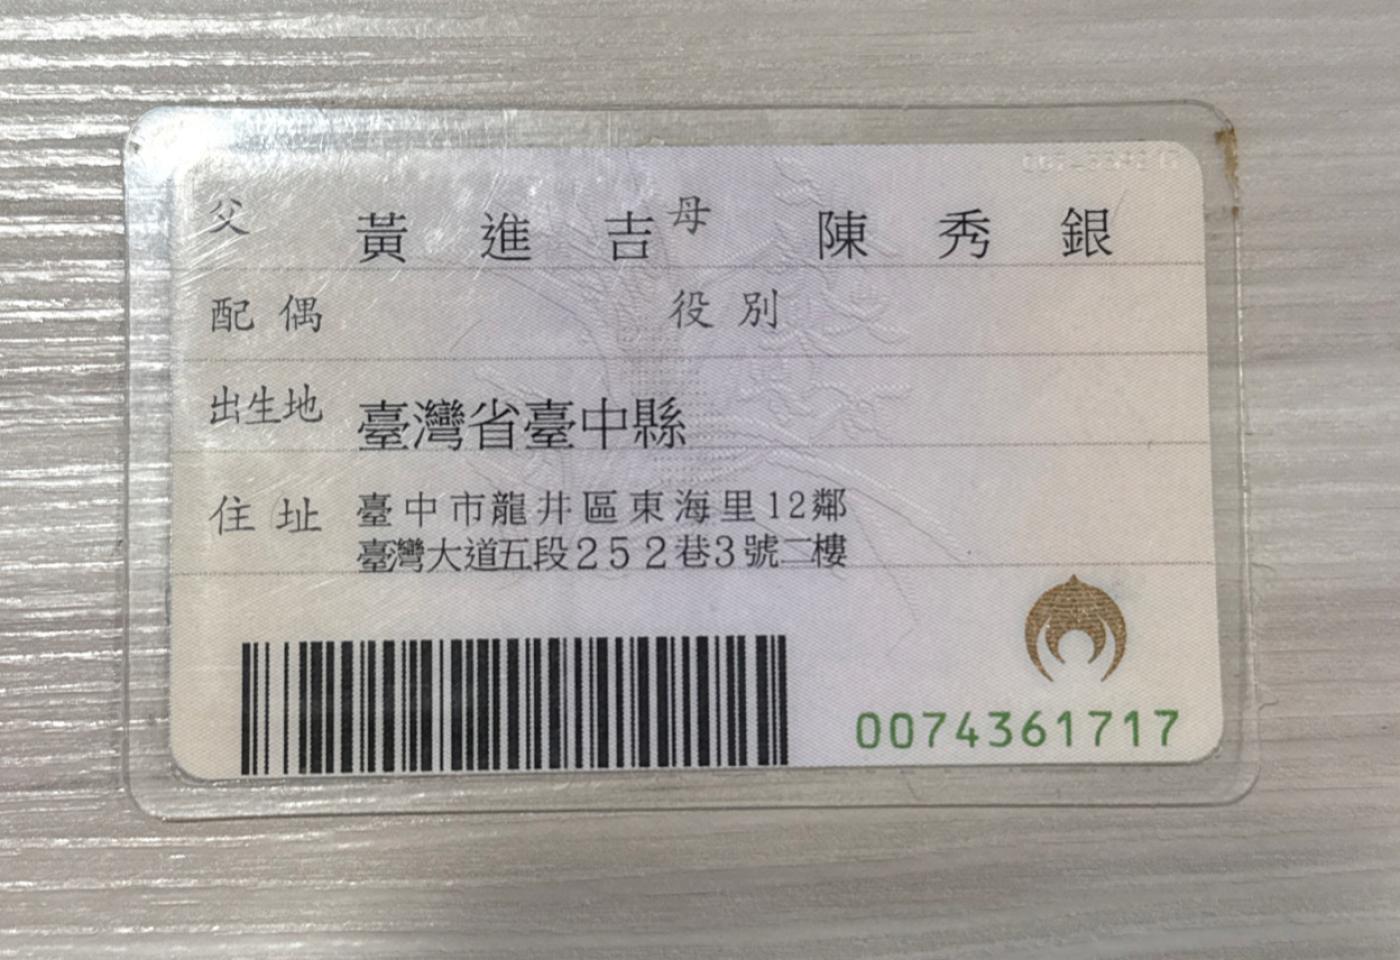 父 黃進吉 母 陳秀銀
配偶 役別
出生地 臺灣省臺中縣
住址 臺中市龍井區東海里12鄰
臺灣大道五段252巷3號二樓
0074361717